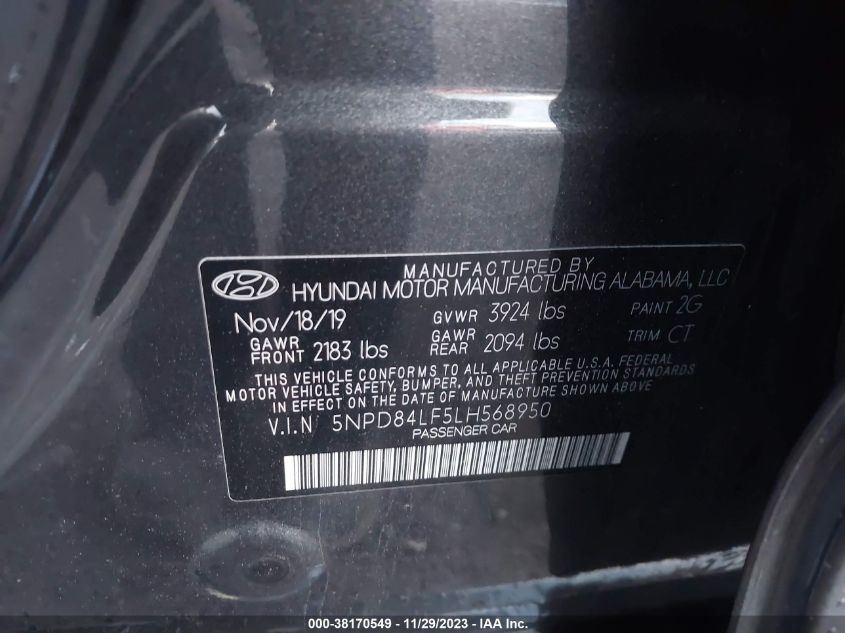 MANUFACTURED BY
HYUNDAI MOTOR MANUFACTURING ALABAMA, LLC
Nov/18/19 GVWR 3924 lbs PAINT 2G
GAWR FRONT 2183 lbs GAWR REAR 2094 lbs TRIM CT
THIS VEHICLE CONFORMS TO ALL APPLICABLE U.S.A. FEDERAL
MOTOR VEHICLE SAFETY, BUMPER, AND THEFT PREVENTION STANDARDS
IN EFFECT ON THE DATE OF MANUFACTURE SHOWN ABOVE
V.I.N 5NPD84LF5LH568950
PASSENGER CAR
000-38170549 - 11/29/2023 - IAA Inc.